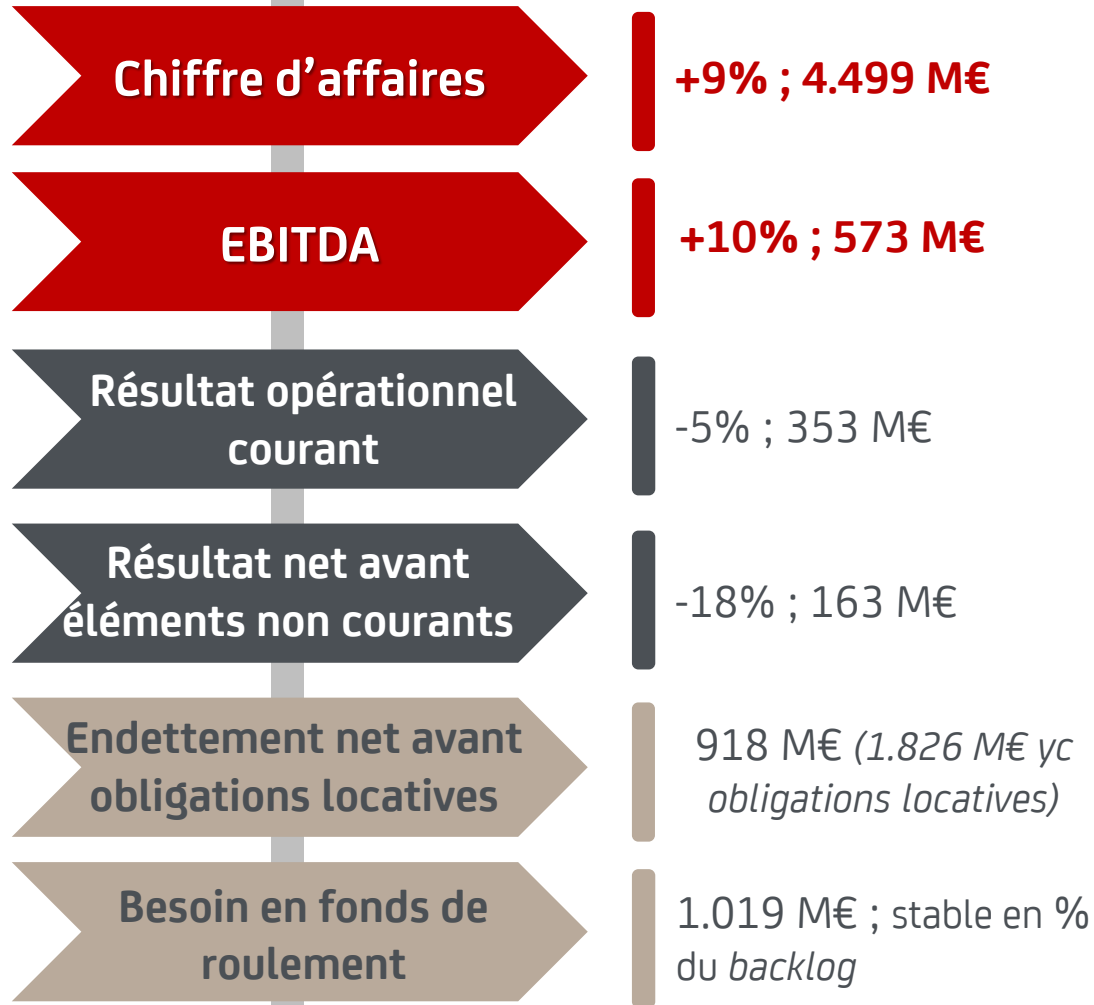 Chiffre d’affaires
+9% ; 4.499 M€
EBITDA
+10% ; 573 M€
Résultat opérationnel
courant
-5% ; 353 M€
Résultat net avant
éléments non courants
-18% ; 163 M€
Endettement net avant
obligations locatives
918 M€ (1.826 M€ yc
obligations locatives)
Besoin en fonds de
roulement
1.019 M€ ; stable en %
du backlog